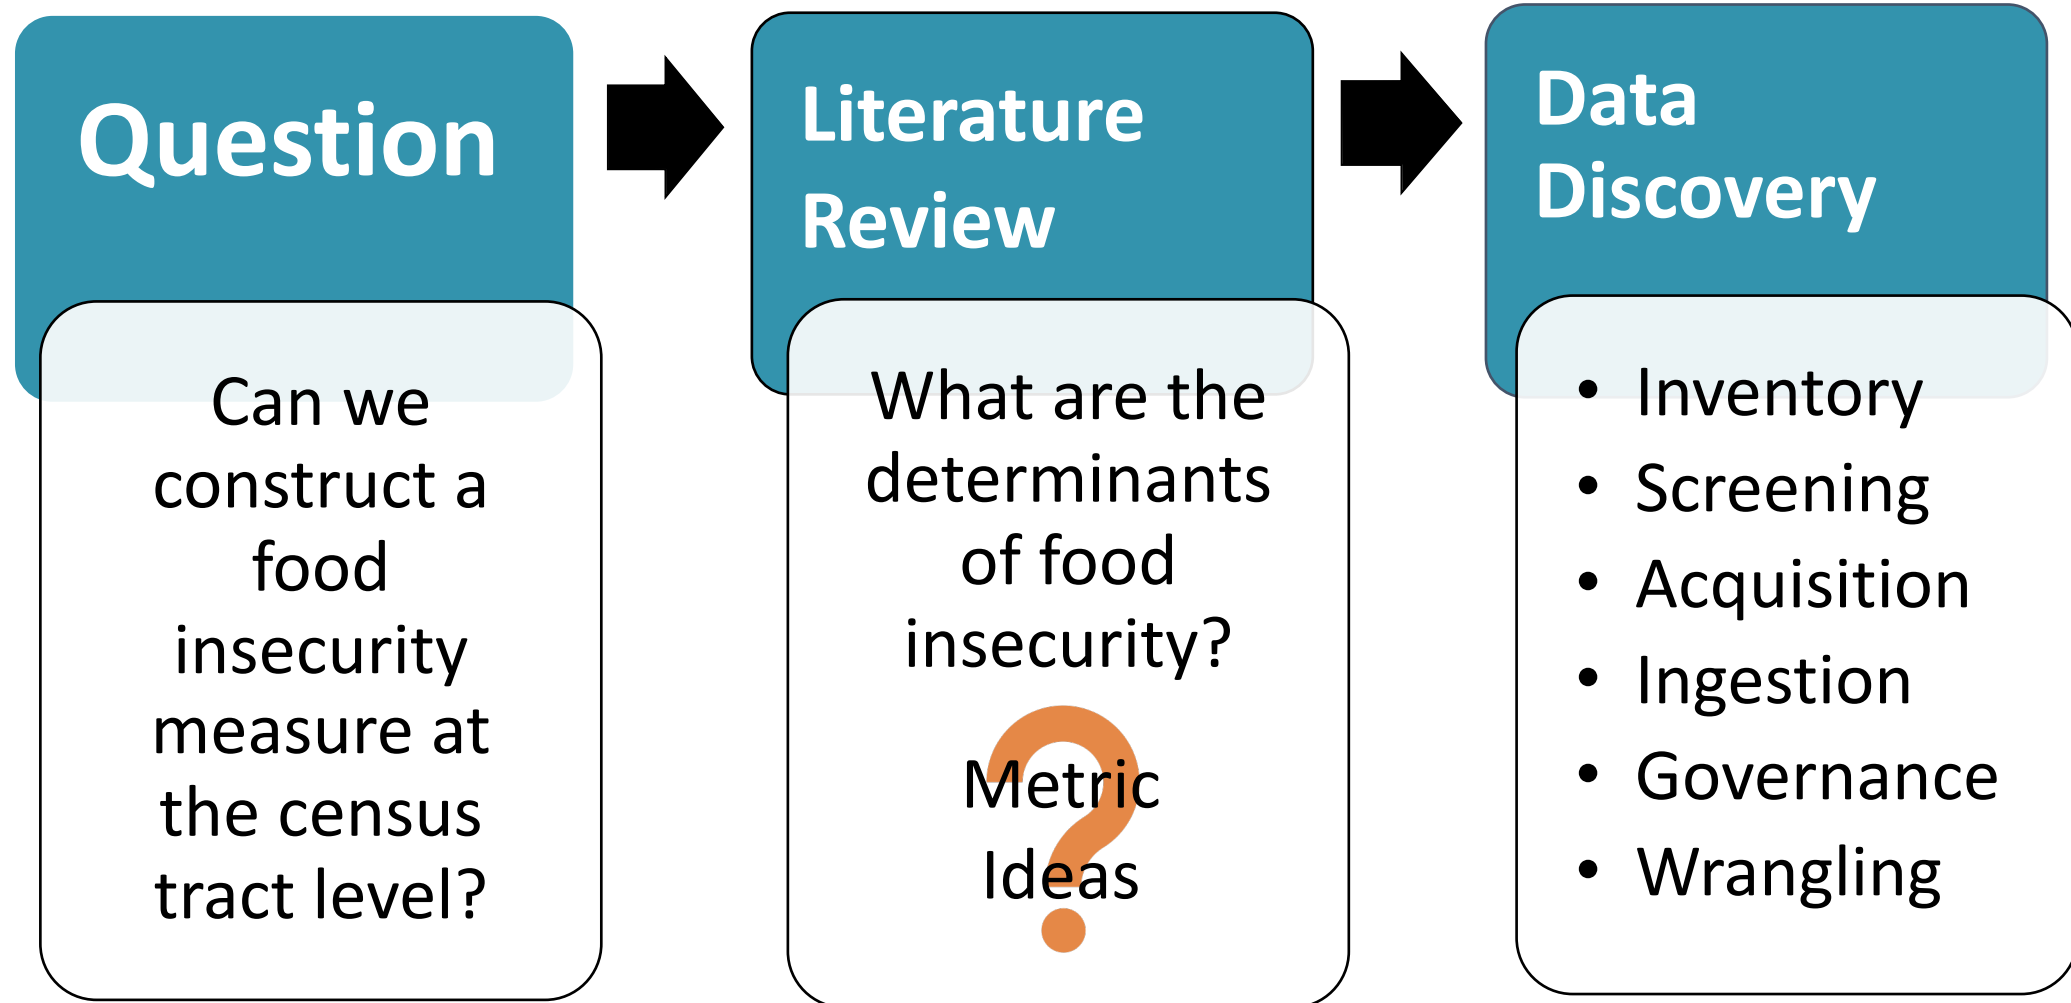 Question
Can we
construct a
food
insecurity
measure at
the census
tract level?
Literature
Review
What are the
determinants
of food
insecurity?
?
Metric
Ideas
Data
Discovery
• Inventory
• Screening
• Acquisition
• Ingestion
• Governance
• Wrangling